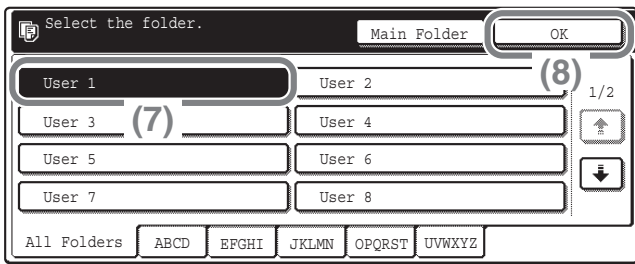 Select the folder.
Main Folder OK
User 1 User 2 (8) 1/2
(7)
User 3 User 4
User 5 User 6
User 7 User 8
All Folders ABCD EFGHI JKLMN OPQRST UVWXYZ